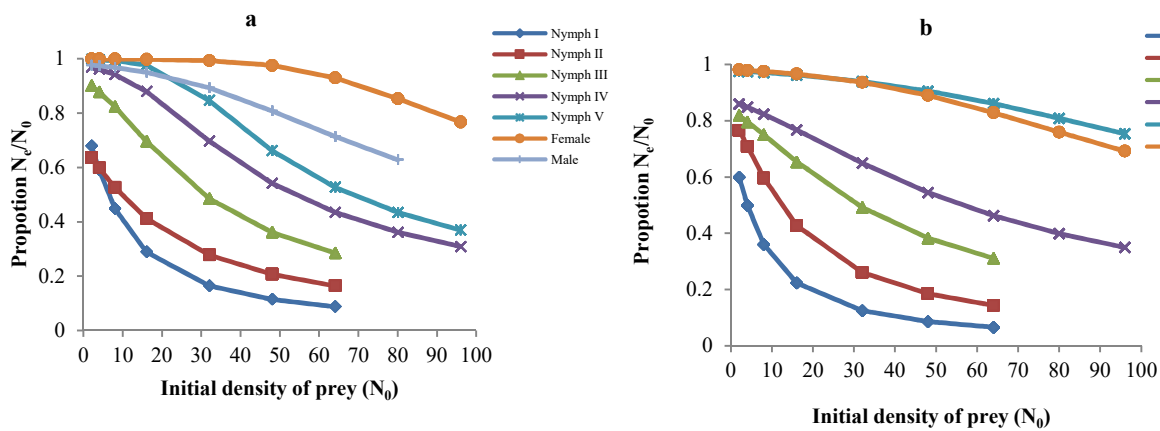 a
Propotion Nₑ/N₀
1
0.8
0.6
0.4
0.2
0
0 10 20 30 40 50 60 70 80 90 100
Initial density of prey (N₀)
Nymph I
Nymph II
Nymph III
Nymph IV
Nymph V
Female
Male
b
Proportion Nₑ/N₀
1
0.8
0.6
0.4
0.2
0
0 10 20 30 40 50 60 70 80 90 100
Initial density of prey (N₀)